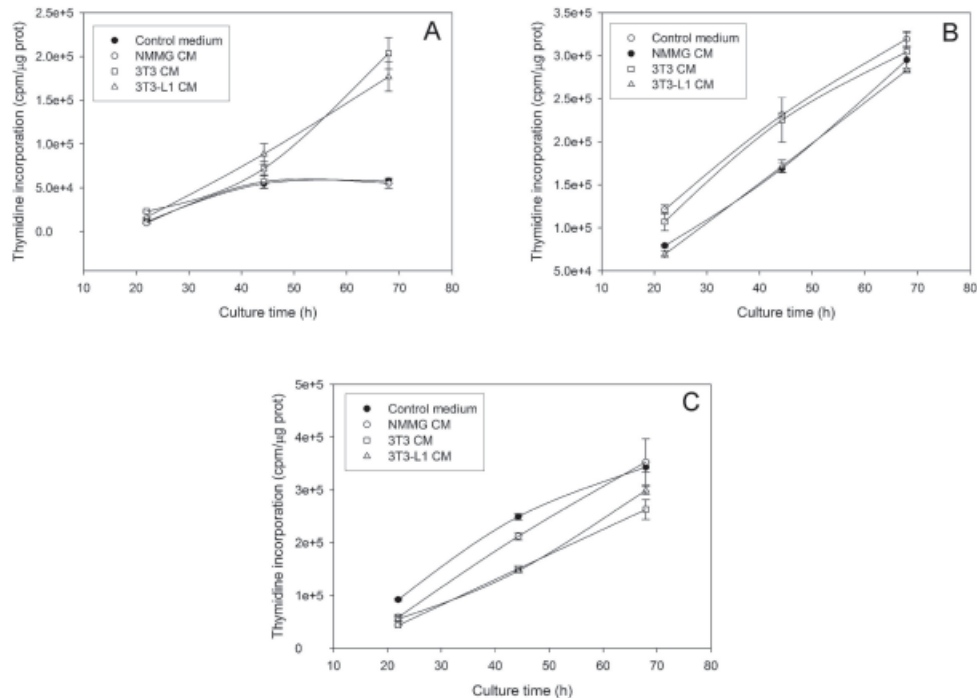 A
Thymidine incorporation (cpm/μg prot)
2.5e+5
2.0e+5
1.5e+5
1.0e+5
5.0e+4
0.0
Control medium
NMMG CM
3T3 CM
3T3-L1 CM
10 20 30 40 50 60 70 80
Culture time (h)
B
Thymidine incorporation (cpm/μg prot)
3.5e+5
3.0e+5
2.5e+5
2.0e+5
1.5e+5
1.0e+5
5.0e+4
Control medium
NMMG CM
3T3 CM
3T3-L1 CM
10 20 30 40 50 60 70 80
Culture time (h)
C
Thymidine incorporation (cpm/μg prot)
5e+5
4e+5
3e+5
2e+5
1e+5
0
Control medium
NMMG CM
3T3 CM
3T3-L1 CM
10 20 30 40 50 60 70 80
Culture time (h)